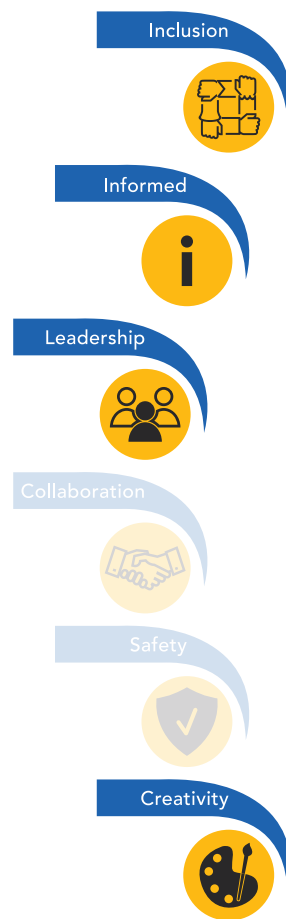 Inclusion
Informed
Leadership
Collaboration
Safety
Creativity